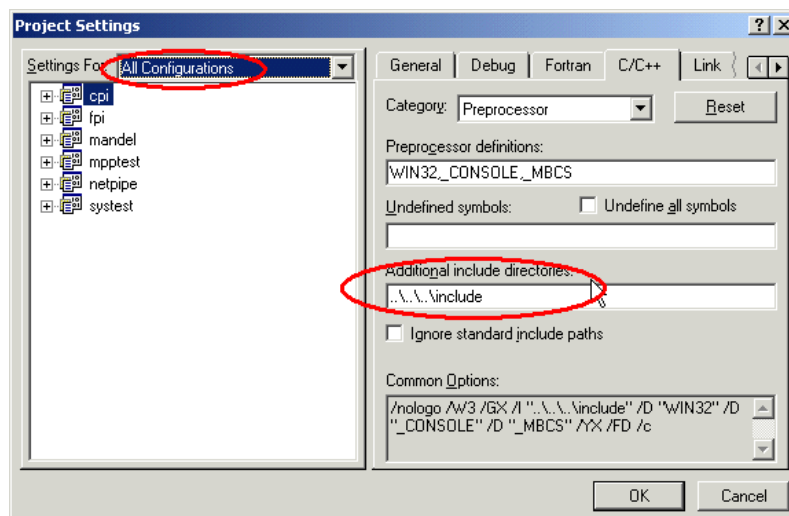 Project Settings
Settings For: All Configurations
cpi
fpi
mandel
mpptest
netpipe
systest
General Debug Fortran C/C++ Link
Category: Preprocessor Reset
Preprocessor definitions:
WIN32,_CONSOLE,_MBCS
Undefined symbols: Undefine all symbols
Additional include directories:
..\..\..\include
Ignore standard include paths
Common Options:
/nologo /W3 /GX /I "..\..\..\include" /D "WIN32" /D
"_CONSOLE" /D "_MBCS" /YX /FD /c
OK Cancel